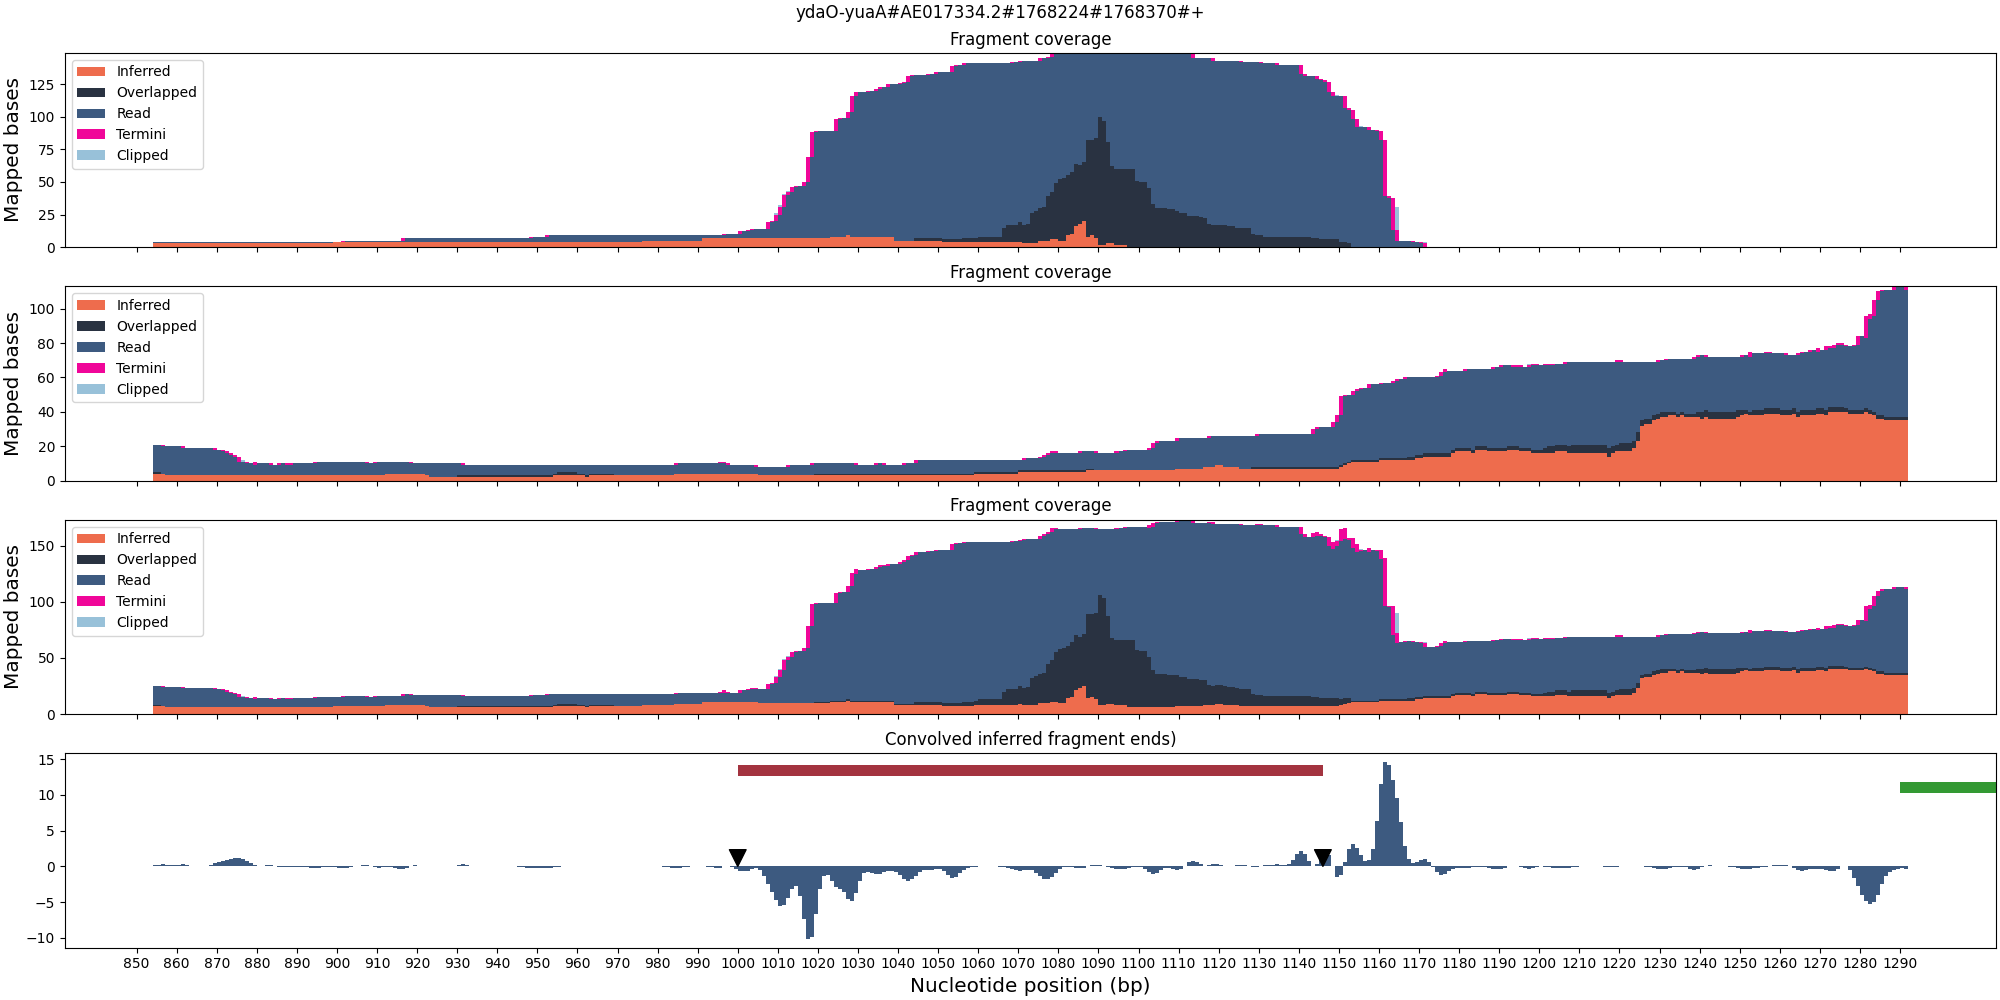 ydaO-yuaA#AE017334.2#1768224#1768370#+
Fragment coverage
Mapped bases
125
100
75
50
25
0
Inferred
Overlapped
Read
Termini
Clipped
Fragment coverage
Mapped bases
100
80
60
40
20
0
Inferred
Overlapped
Read
Termini
Clipped
Fragment coverage
Mapped bases
150
100
50
0
Inferred
Overlapped
Read
Termini
Clipped
Convolved inferred fragment ends)
15
10
5
0
−5
−10
850 860 870 880 890 900 910 920 930 940 950 960 970 980 990 1000 1010 1020 1030 1040 1050 1060 1070 1080 1090 1100 1110 1120 1130 1140 1150 1160 1170 1180 1190 1200 1210 1220 1230 1240 1250 1260 1270 1280 1290
Nucleotide position (bp)